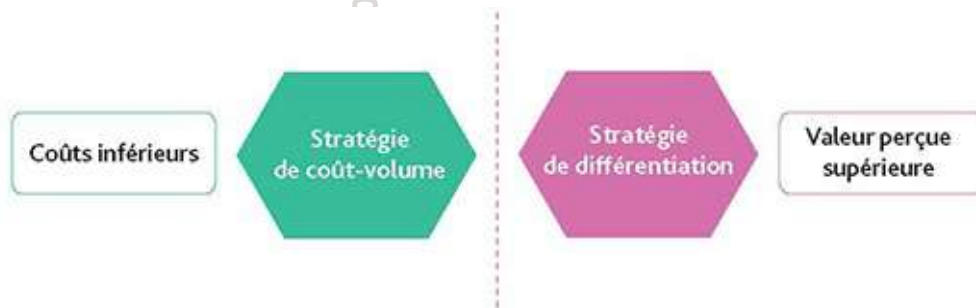 Coûts inférieurs
Stratégie
de coût-volume
Stratégie
de différentiation
Valeur perçue
supérieure